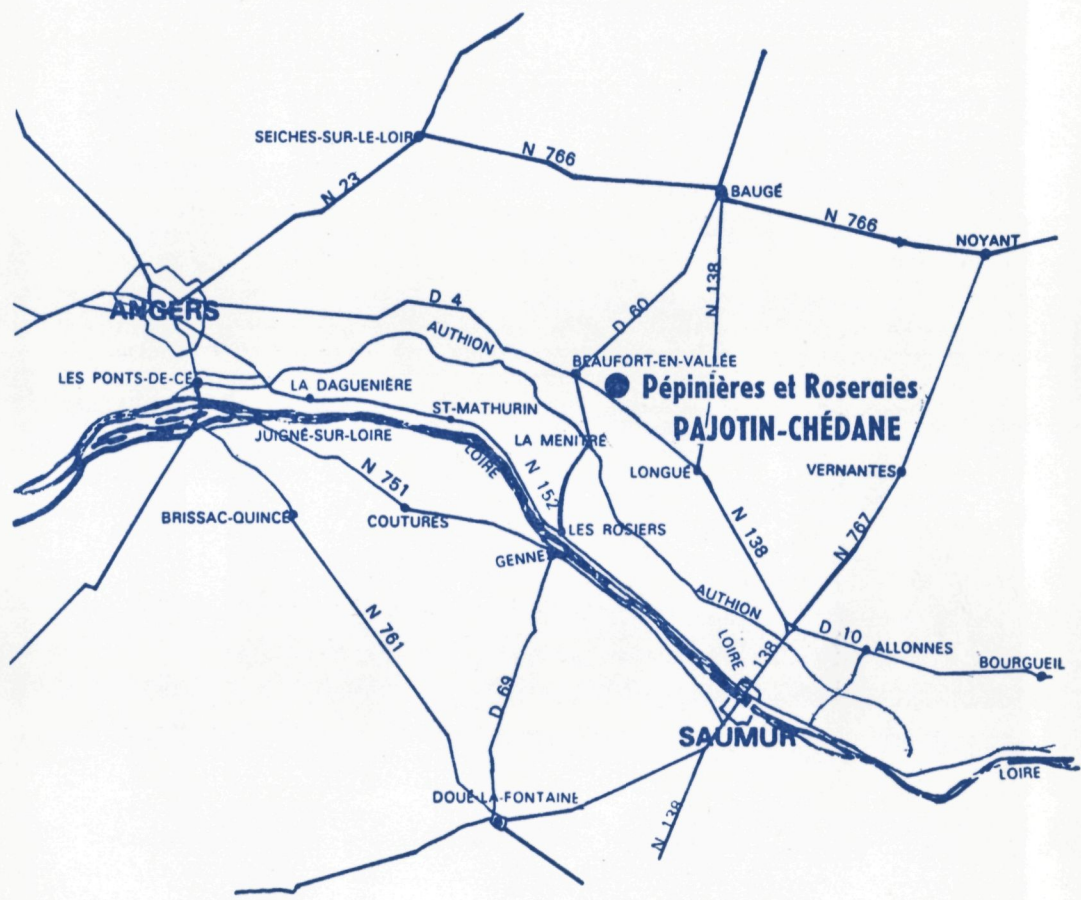 SEICHES-SUR-LE-LOIR
N 766
N 23
BAUGÉ
N 766
NOYANT
N 138
D 60
ANGERS
D 4
AUTHION
BEAUFORT-EN-VALLÉE
LES PONTS-DE-CÉ
LA DAGUENIÈRE
Pépinières et Roseraies
PAJOTIN-CHÉDANE
ST-MATHURIN
JUIGNÉ-SUR-LOIRE
LA MENITRÉ
LOIRE
N 751
N 152
LONGUÉ
VERNANTES
BRISSAC-QUINCÉ
COUTURES
LES ROSIERS
GENNES
N 138
N 767
N 761
AUTHION
D 10
LOIRE
138
ALLONNES
BOURGUEIL
D 69
SAUMUR
LOIRE
DOUÉ-LA-FONTAINE
N 138